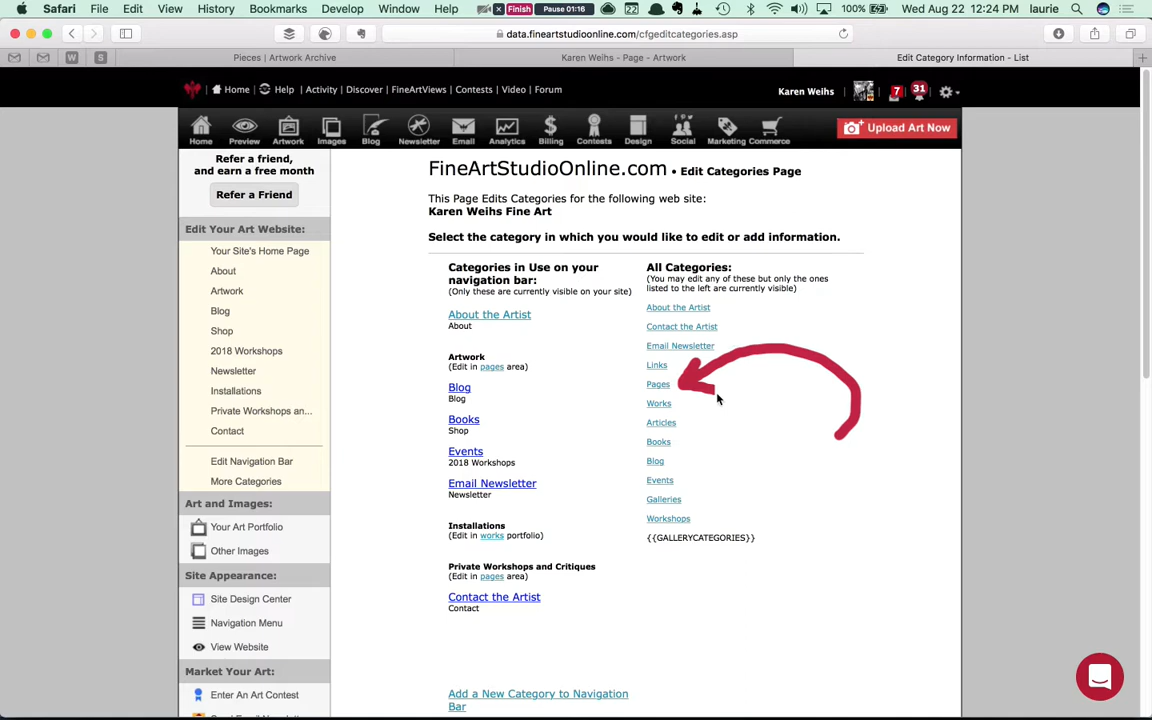 Safari File Edit View History Bookmarks Develop Window Help Finish Pause 01:16 100% Wed Aug 22 12:24 PM laurie
data.fineartstudioonline.com/cfgeditcategories.asp
W S Pieces | Artwork Archive Karen Weihs - Page - Artwork Edit Category Information - List
Home Help Activity Discover FineArtViews Contests Video Forum Karen Weihs 7 31
Home Preview Artwork Images Blog Newsletter Email Analytics Billing Contests Design Social Marketing Commerce Upload Art Now
Refer a friend,
and earn a free month
Refer a Friend
Edit Your Art Website:
Your Site's Home Page
About
Artwork
Blog
Shop
2018 Workshops
Newsletter
Installations
Private Workshops an...
Contact
Edit Navigation Bar
More Categories
Art and Images:
Your Art Portfolio
Other Images
Site Appearance:
Site Design Center
Navigation Menu
View Website
Market Your Art:
Enter An Art Contest
FineArtStudioOnline.com • Edit Categories Page
This Page Edits Categories for the following web site:
Karen Weihs Fine Art
Select the category in which you would like to edit or add information.
Categories in Use on your
navigation bar:
(Only these are currently visible on your site)
About the Artist
About
Artwork
(Edit in pages area)
Blog
Blog
Books
Shop
Events
2018 Workshops
Email Newsletter
Newsletter
Installations
(Edit in works portfolio)
Private Workshops and Critiques
(Edit in pages area)
Contact the Artist
Contact
Add a New Category to Navigation
Bar
All Categories:
(You may edit any of these but only the ones
listed to the left are currently visible)
About the Artist
Contact the Artist
Email Newsletter
Links
Pages
Works
Articles
Books
Blog
Events
Galleries
Workshops
{{GALLERYCATEGORIES}}